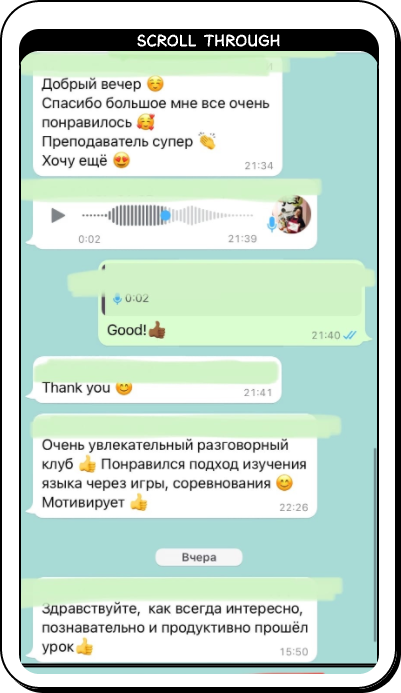 SCROLL THROUGH
Добрый вечер ☺️
Спасибо большое мне все очень
понравилось 🥰
Преподаватель супер 👏
Хочу ещё 😍
21:34
0:02
21:39
0:02
Good!👍🏾
21:40
Thank you 😊
21:41
Очень увлекательный разговорный
клуб 👍 Понравился подход изучения
языка через игры, соревнования 😊
Мотивирует 👍
22:26
Вчера
Здравствуйте, как всегда интересно,
познавательно и продуктивно прошёл
урок👍
15:50